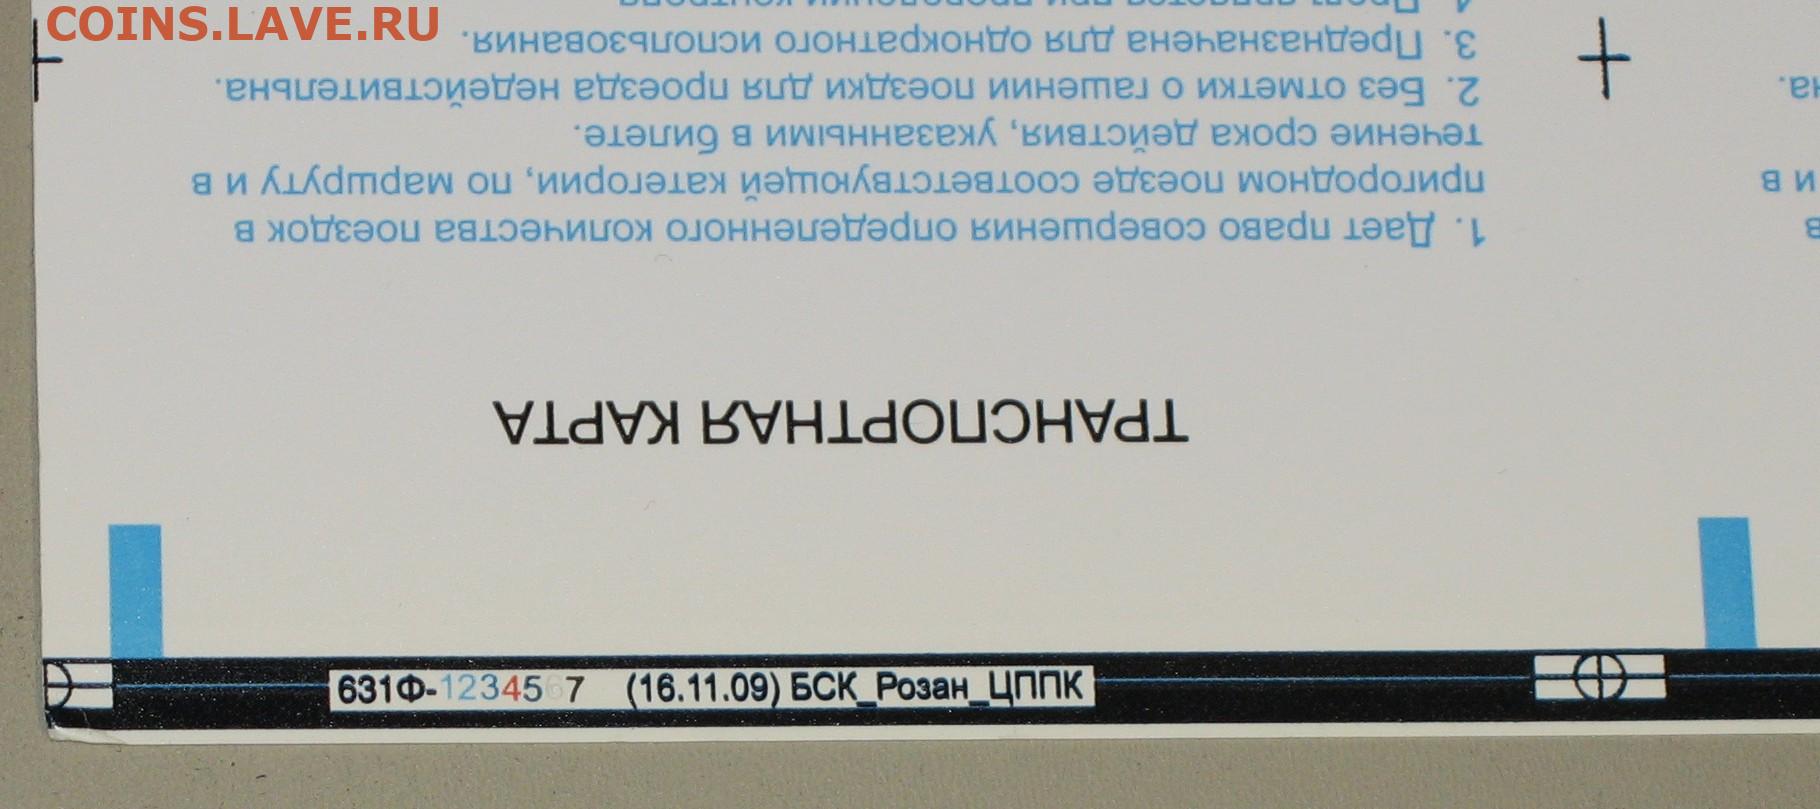 COINS.LAVE.RU
ТРАНСПОРТНАЯ КАРТА
1. Дает право совершения определенного количества поездок в
пригородном поезде соответствующей категории, по маршруту и в
течение срока действия, указанными в билете.
2. Без отметки о гашении поездки для проезда недействительна.
3. Предназначена для однократного использования.
4.
в
и в
на.
631Ф-1234567 (16.11.09) БСК_Розан_ЦППК